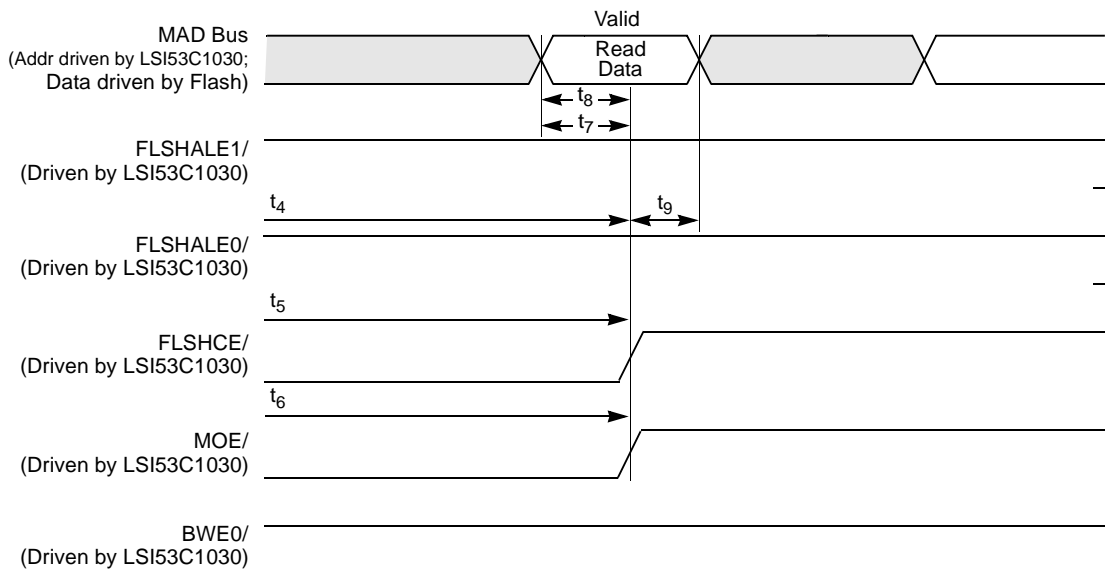 Valid
MAD Bus
(Addr driven by LSI53C1030;
Data driven by Flash)
Read
Data
t8
t7
FLSHALE1/
(Driven by LSI53C1030)
t4
t9
FLSHALE0/
(Driven by LSI53C1030)
t5
FLSHCE/
(Driven by LSI53C1030)
t6
MOE/
(Driven by LSI53C1030)
BWE0/
(Driven by LSI53C1030)